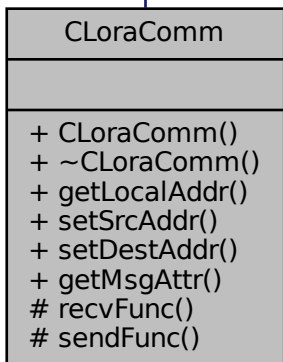 CLoraComm
+ CLoraComm()
+ ~CLoraComm()
+ getLocalAddr()
+ setSrcAddr()
+ setDestAddr()
+ getMsgAttr()
# recvFunc()
# sendFunc()